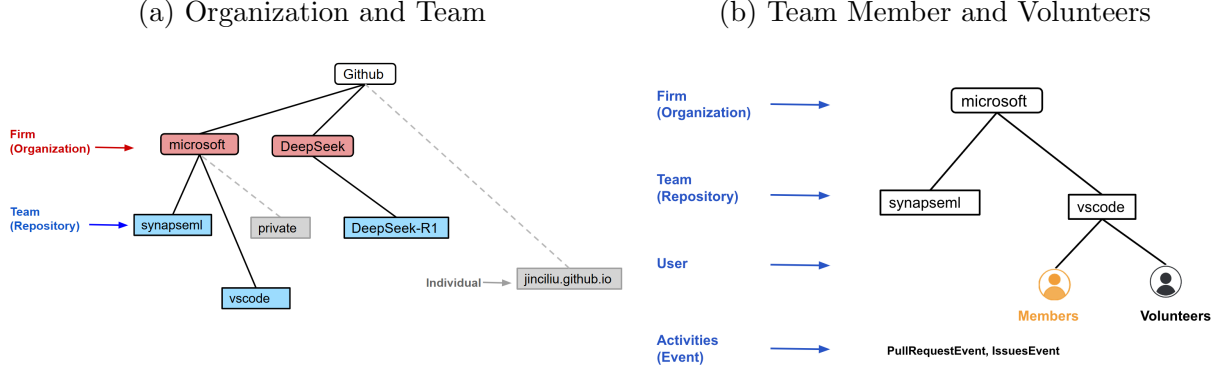 (a) Organization and Team
Github
Firm
(Organization)
microsoft
DeepSeek
Team
(Repository)
synapseml
private
DeepSeek-R1
Individual
jinciliu.github.io
vscode
(b) Team Member and Volunteers
Firm
(Organization)
microsoft
Team
(Repository)
synapseml
vscode
User
Members
Volunteers
Activities
(Event)
PullRequestEvent, IssuesEvent